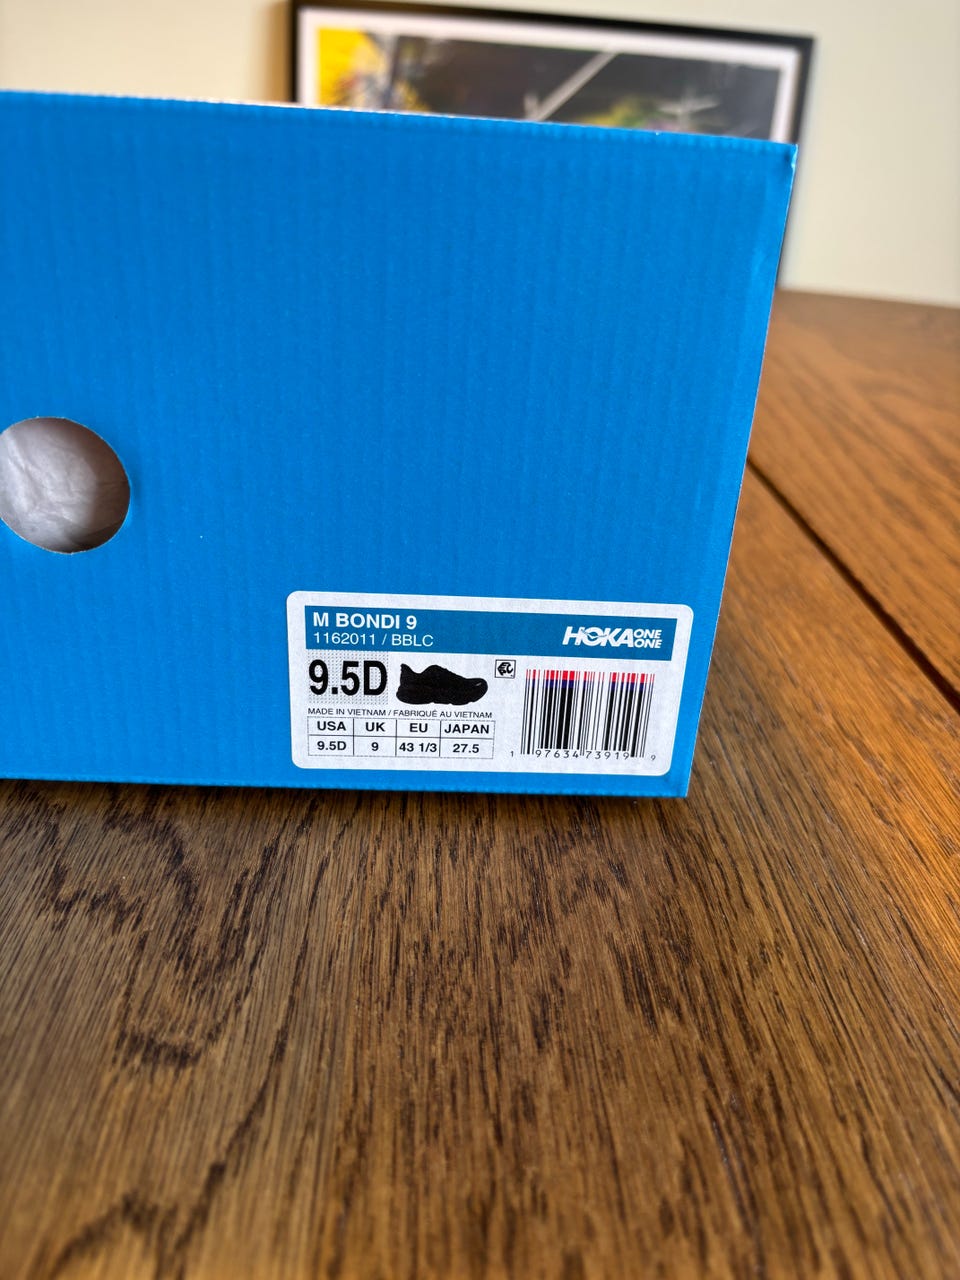 M BONDI 9
1162011 / BBLC
HOKA ONE ONE
9.5D
MADE IN VIETNAM / FABRIQUÉ AU VIETNAM
USA UK EU JAPAN
9.5D 9 43 1/3 27.5
1 97634 73919 9